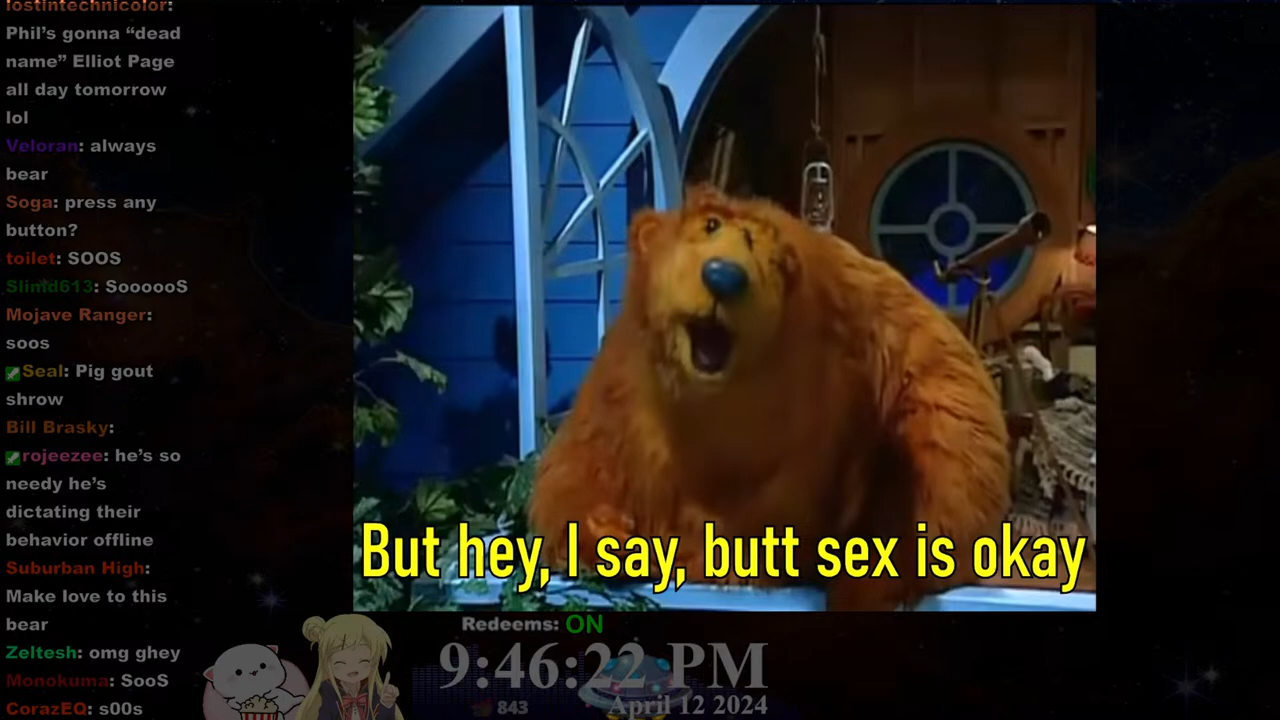 lostintechnicolor:
Phil's gonna “dead
name” Elliot Page
all day tomorrow
lol
Veloran: always
bear
Soga: press any
button?
toilet: SOOS
Slimd613: SoooooS
Mojave Ranger:
soos
Seal: Pig gout
shrow
Bill Brasky:
rojeezee: he's so
needy he's
dictating their
behavior offline
Suburban High:
Make love to this
bear
Zeltesh: omg ghey
Monokuma: SooS
CorazEQ: s00s
But hey, I say, butt sex is okay
Redeems: ON
9:46:22 PM
April 12 2024
843